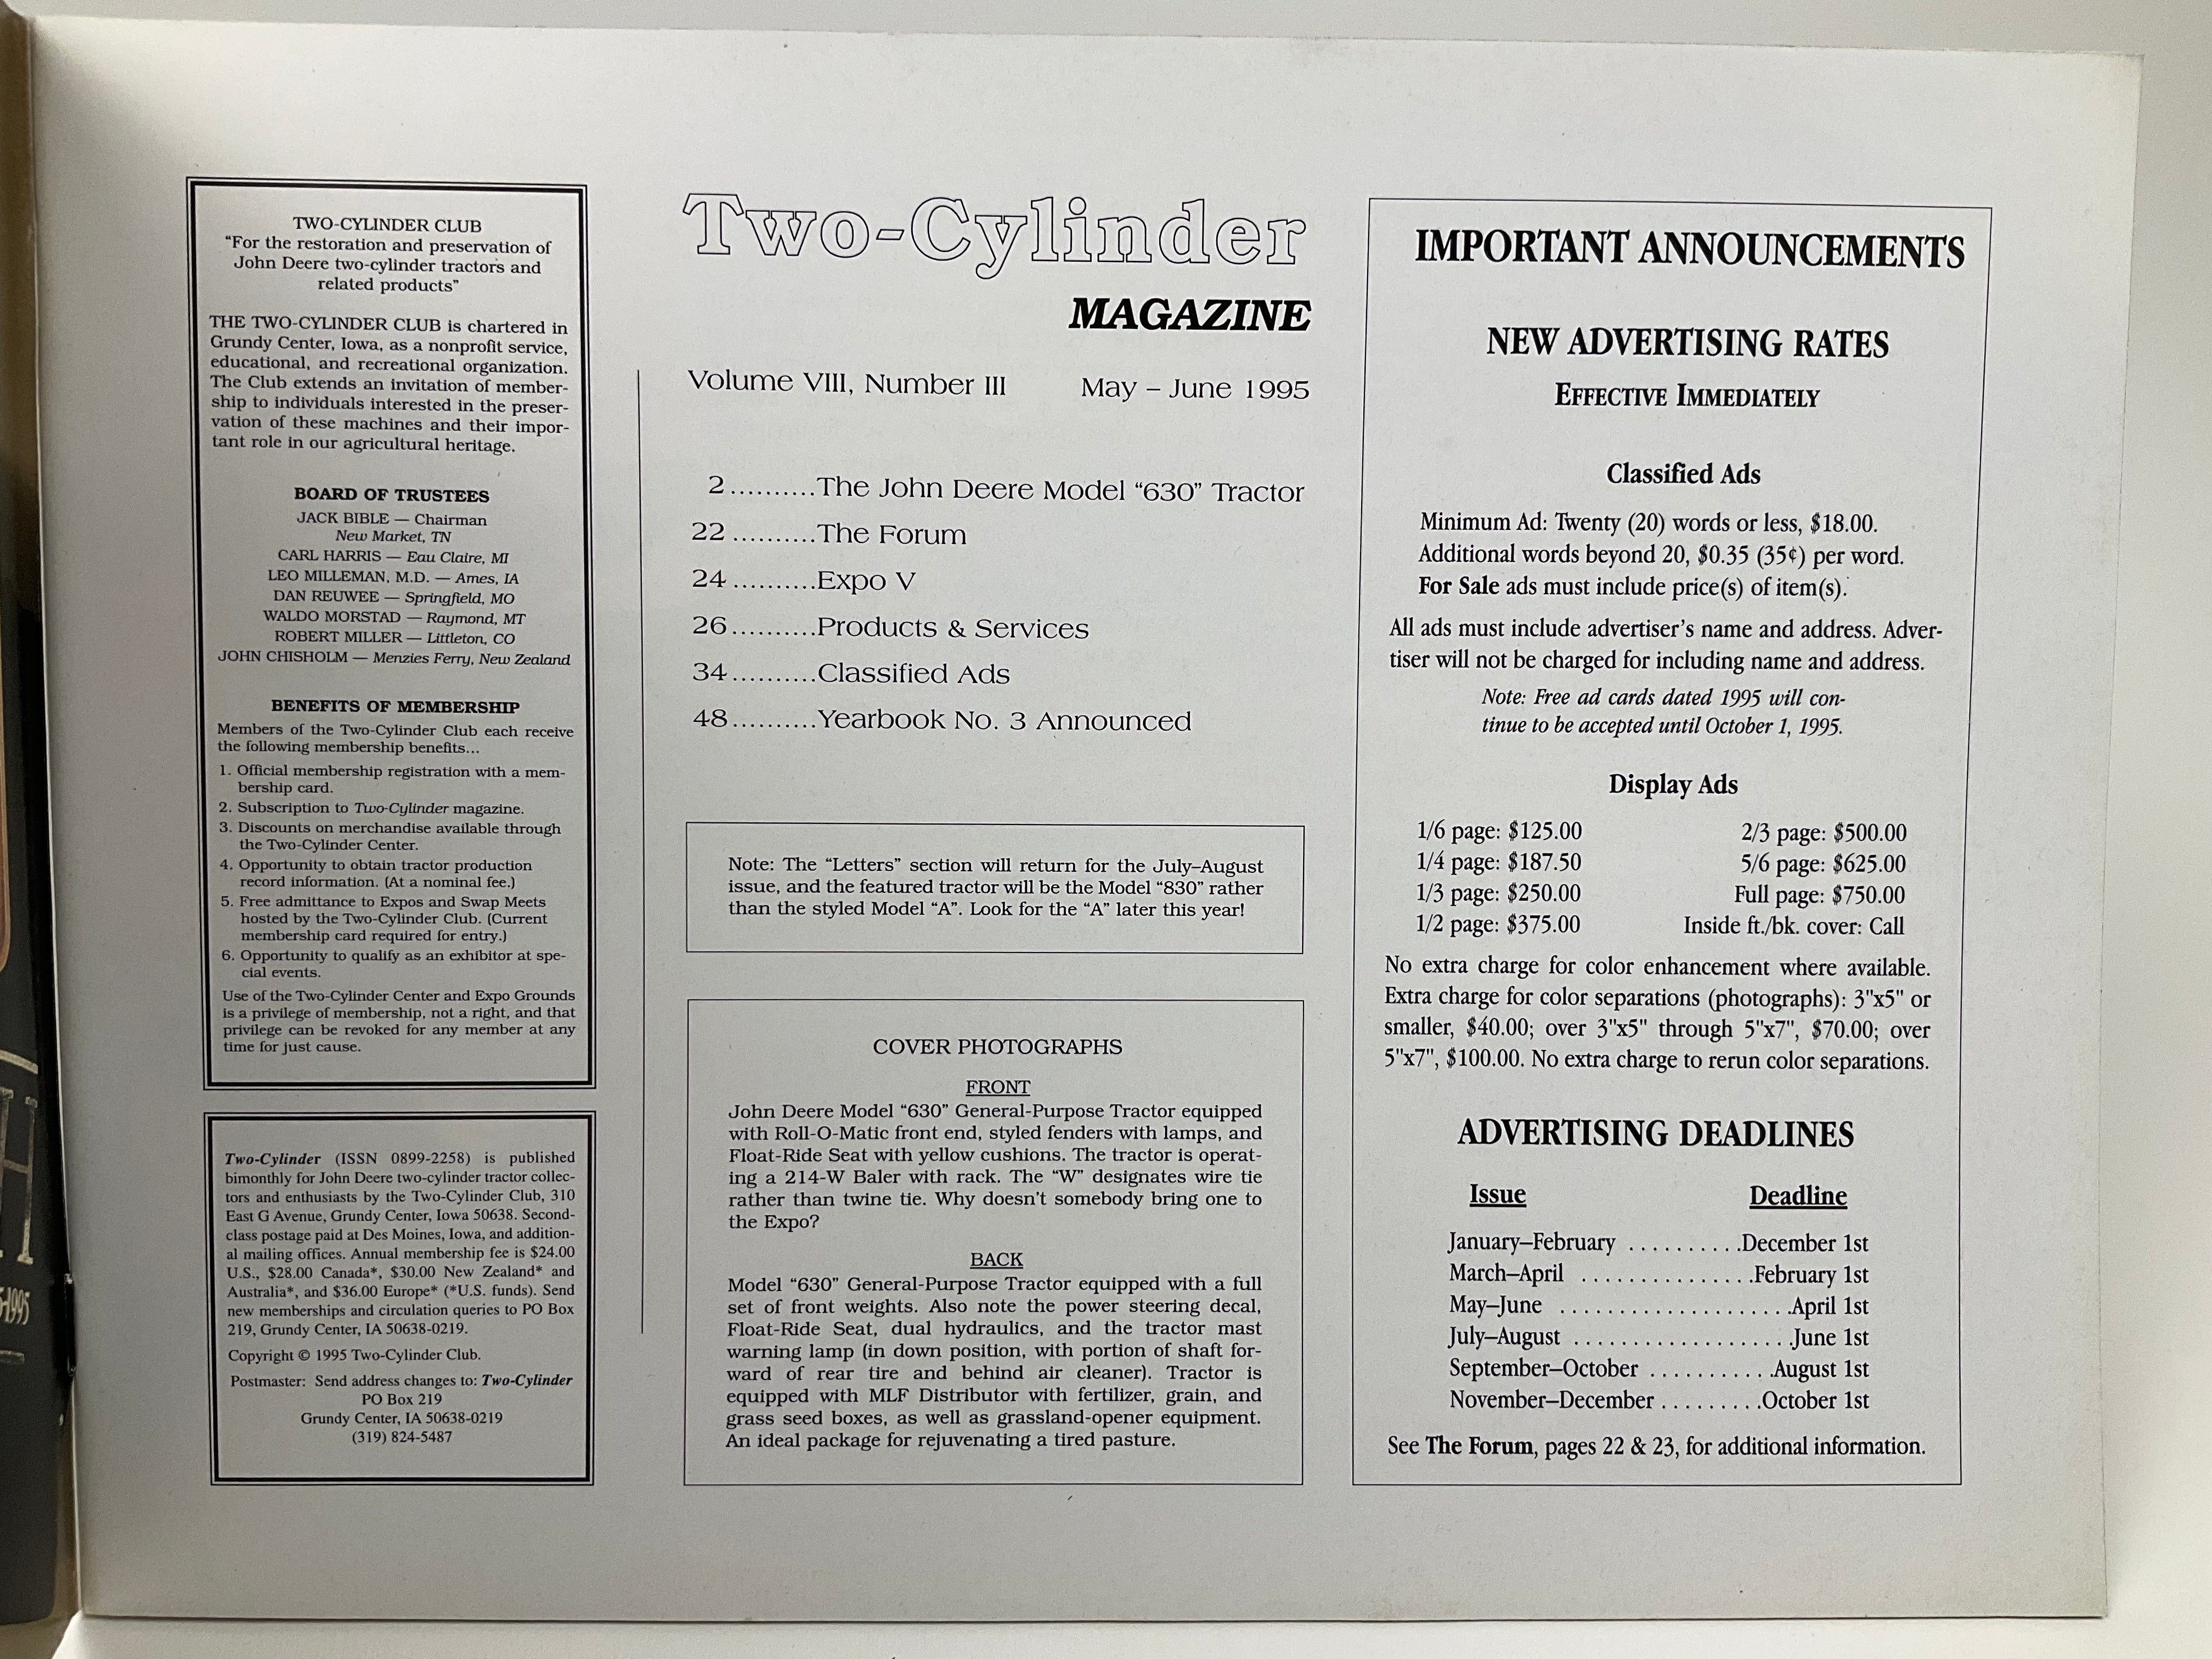 TWO-CYLINDER CLUB
“For the restoration and preservation of
John Deere two-cylinder tractors and
related products”
THE TWO-CYLINDER CLUB is chartered in
Grundy Center, Iowa, as a nonprofit service,
educational, and recreational organization.
The Club extends an invitation of member-
ship to individuals interested in the preser-
vation of these machines and their impor-
tant role in our agricultural heritage.
BOARD OF TRUSTEES
JACK BIBLE — Chairman
New Market, TN
CARL HARRIS — Eau Claire, MI
LEO MILLEMAN, M.D. — Ames, IA
DAN REUWEE — Springfield, MO
WALDO MORSTAD — Raymond, MT
ROBERT MILLER — Littleton, CO
JOHN CHISHOLM — Menzies Ferry, New Zealand
BENEFITS OF MEMBERSHIP
Members of the Two-Cylinder Club each receive
the following membership benefits...
1. Official membership registration with a mem-
bership card.
2. Subscription to Two-Cylinder magazine.
3. Discounts on merchandise available through
the Two-Cylinder Center.
4. Opportunity to obtain tractor production
record information. (At a nominal fee.)
5. Free admittance to Expos and Swap Meets
hosted by the Two-Cylinder Club. (Current
membership card required for entry.)
6. Opportunity to qualify as an exhibitor at spe-
cial events.
Use of the Two-Cylinder Center and Expo Grounds
is a privilege of membership, not a right, and that
privilege can be revoked for any member at any
time for just cause.
Two-Cylinder (ISSN 0899-2258) is published
bimonthly for John Deere two-cylinder tractor collec-
tors and enthusiasts by the Two-Cylinder Club, 310
East G Avenue, Grundy Center, Iowa 50638. Second-
class postage paid at Des Moines, Iowa, and addition-
al mailing offices. Annual membership fee is $24.00
U.S., $28.00 Canada*, $30.00 New Zealand* and
Australia*, and $36.00 Europe* (*U.S. funds). Send
new memberships and circulation queries to PO Box
219, Grundy Center, IA 50638-0219.
Copyright © 1995 Two-Cylinder Club.
Postmaster: Send address changes to: Two-Cylinder
PO Box 219
Grundy Center, IA 50638-0219
(319) 824-5487
Two-Cylinder
MAGAZINE
Volume VIII, Number III May – June 1995
2..........The John Deere Model “630” Tractor
22..........The Forum
24..........Expo V
26..........Products & Services
34..........Classified Ads
48..........Yearbook No. 3 Announced
Note: The “Letters” section will return for the July–August
issue, and the featured tractor will be the Model “830” rather
than the styled Model “A”. Look for the “A” later this year!
COVER PHOTOGRAPHS
FRONT
John Deere Model “630” General-Purpose Tractor equipped
with Roll-O-Matic front end, styled fenders with lamps, and
Float-Ride Seat with yellow cushions. The tractor is operat-
ing a 214-W Baler with rack. The “W” designates wire tie
rather than twine tie. Why doesn’t somebody bring one to
the Expo?
BACK
Model “630” General-Purpose Tractor equipped with a full
set of front weights. Also note the power steering decal,
Float-Ride Seat, dual hydraulics, and the tractor mast
warning lamp (in down position, with portion of shaft for-
ward of rear tire and behind air cleaner). Tractor is
equipped with MLF Distributor with fertilizer, grain, and
grass seed boxes, as well as grassland-opener equipment.
An ideal package for rejuvenating a tired pasture.
IMPORTANT ANNOUNCEMENTS
NEW ADVERTISING RATES
EFFECTIVE IMMEDIATELY
Classified Ads
Minimum Ad: Twenty (20) words or less, $18.00.
Additional words beyond 20, $0.35 (35¢) per word.
For Sale ads must include price(s) of item(s).
All ads must include advertiser’s name and address. Adver-
tiser will not be charged for including name and address.
Note: Free ad cards dated 1995 will con-
tinue to be accepted until October 1, 1995.
Display Ads
1/6 page: $125.00 2/3 page: $500.00
1/4 page: $187.50 5/6 page: $625.00
1/3 page: $250.00 Full page: $750.00
1/2 page: $375.00 Inside ft./bk. cover: Call
No extra charge for color enhancement where available.
Extra charge for color separations (photographs): 3"x5" or
smaller, $40.00; over 3"x5" through 5"x7", $70.00; over
5"x7", $100.00. No extra charge to rerun color separations.
ADVERTISING DEADLINES
Issue Deadline
January–February ..........December 1st
March–April ...............February 1st
May–June ....................April 1st
July–August ...................June 1st
September–October ...........August 1st
November–December .........October 1st
See The Forum, pages 22 & 23, for additional information.